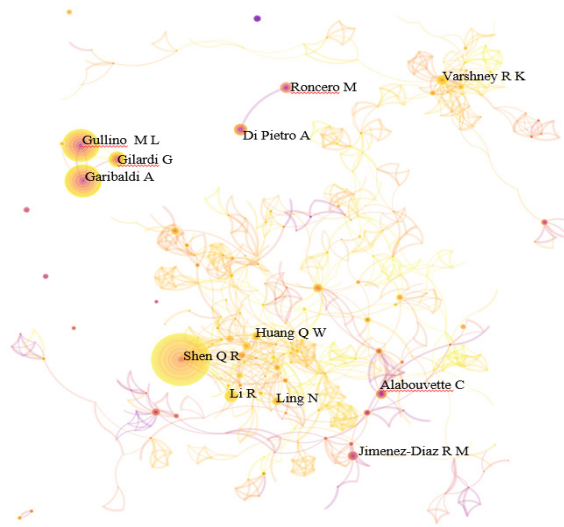 Varshney R K
Roncero M
Di Pietro A
Gullino M L
Gilardi G
Garibaldi A
Huang Q W
Shen Q R
Alabouvette C
Li R
Ling N
Jimenez-Diaz R M